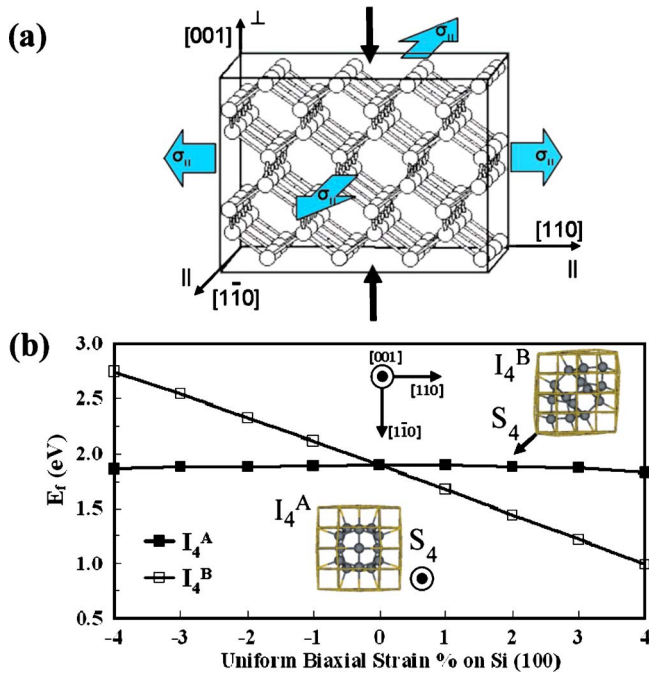 (a)
[001]
⊥
σ||
σ||
σ||
σ||
[110]
||
||
[11̄0]
(b)
3.0
2.5
2.0
1.5
1.0
0.5
E_f (eV)
[001]
[110]
[11̄0]
I₄ᴮ
S₄
I₄ᴬ
S₄
I₄ᴬ
I₄ᴮ
-4 -3 -2 -1 0 1 2 3 4
Uniform Biaxial Strain % on Si (100)